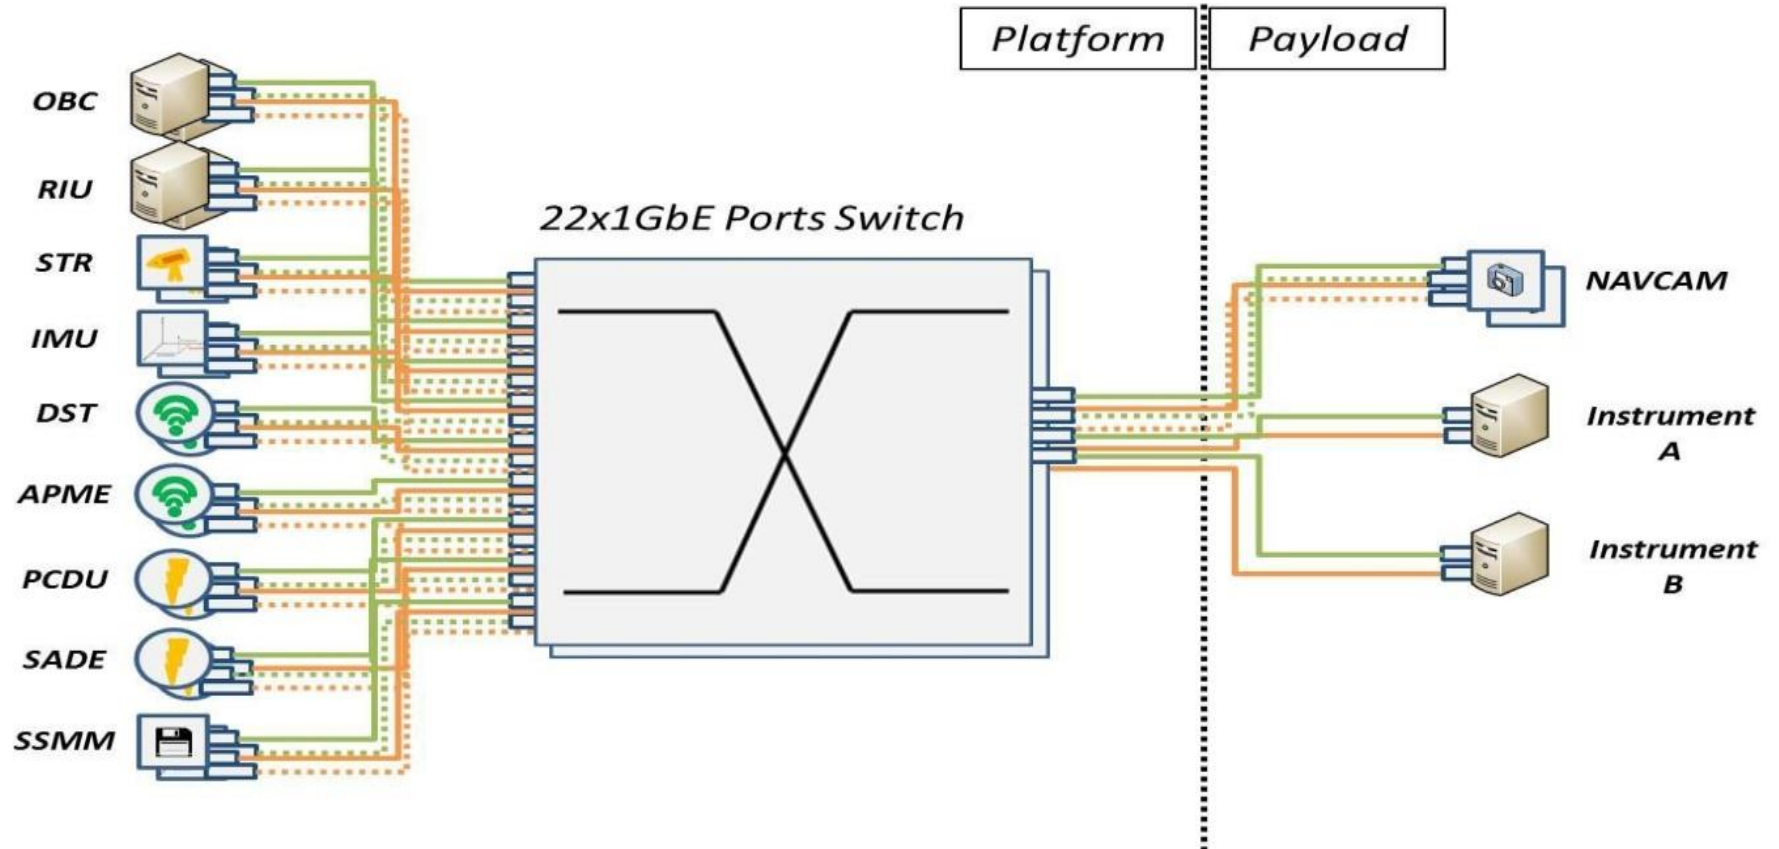 Platform
Payload
OBC
RIU
22x1GbE Ports Switch
STR
NAVCAM
IMU
DST
Instrument
A
APME
PCDU
Instrument
B
SADE
SSMM